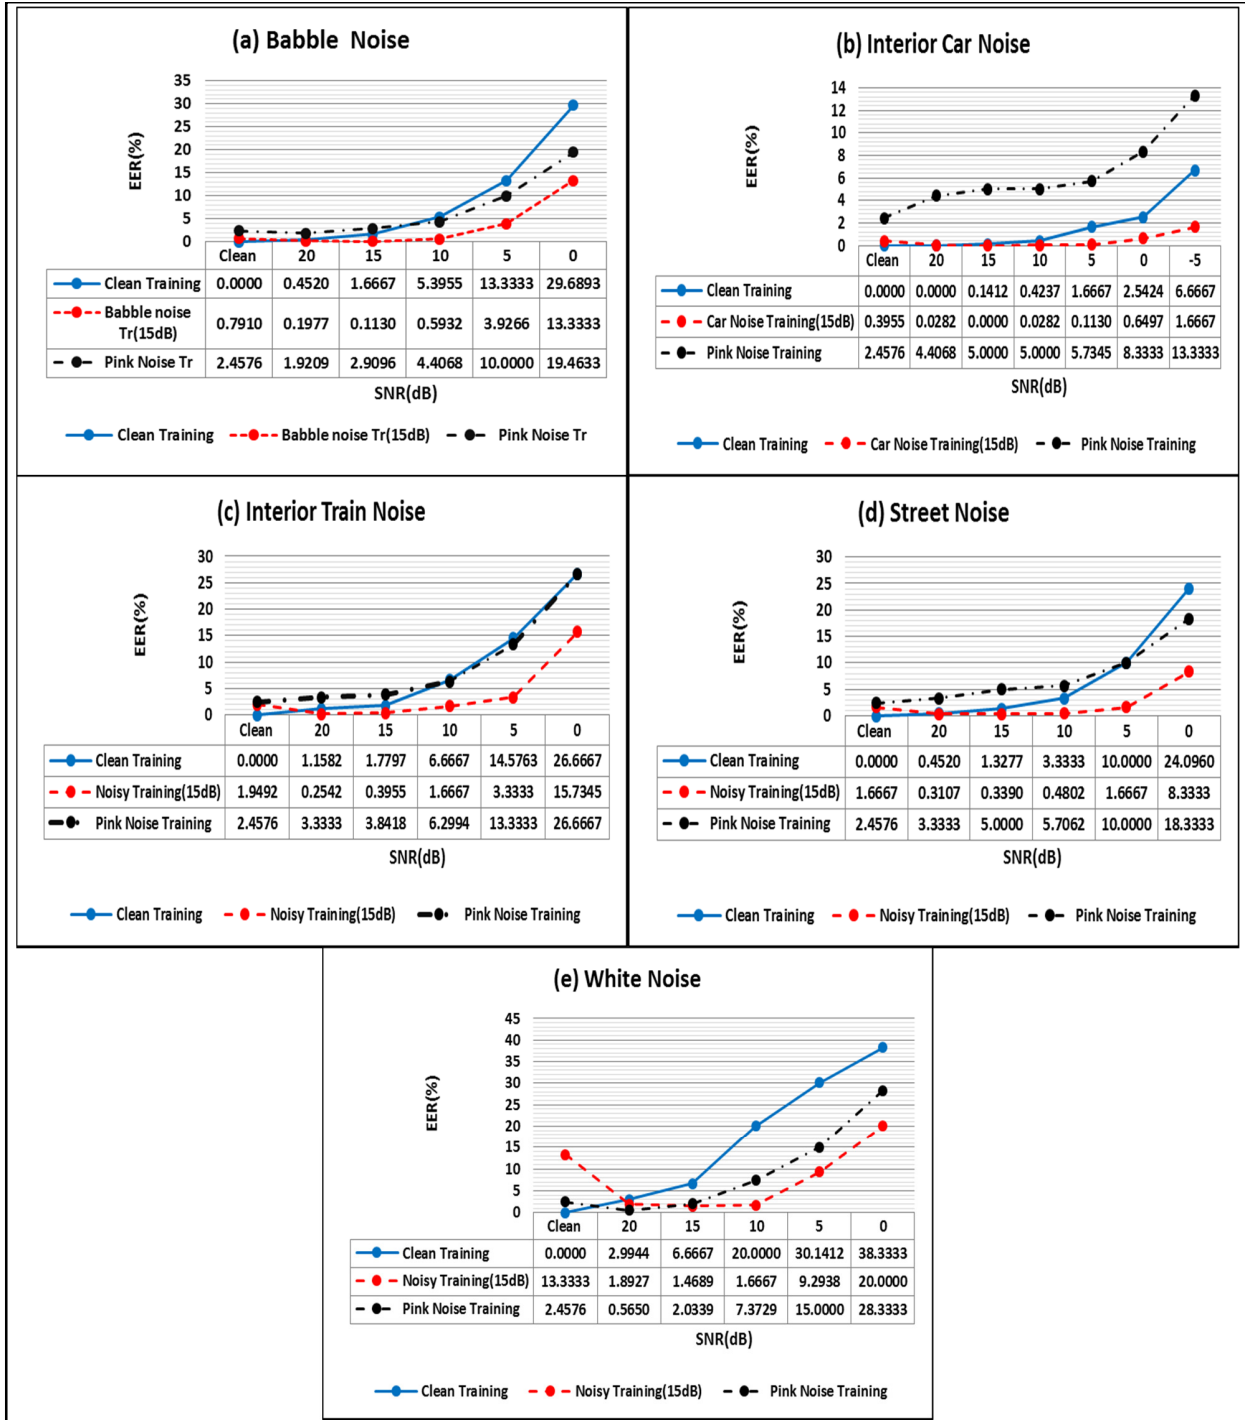 (a) Babble Noise
EER(%)
35
30
25
20
15
10
5
0
Clean 20 15 10 5 0
Clean Training 0.0000 0.4520 1.6667 5.3955 13.3333 29.6893
Babble noise
Tr(15dB) 0.7910 0.1977 0.1130 0.5932 3.9266 13.3333
Pink Noise Tr 2.4576 1.9209 2.9096 4.4068 10.0000 19.4633
SNR(dB)
Clean Training Babble noise Tr(15dB) Pink Noise Tr
(b) Interior Car Noise
EER(%)
14
12
10
8
6
4
2
0
Clean 20 15 10 5 0 -5
Clean Training 0.0000 0.0000 0.1412 0.4237 1.6667 2.5424 6.6667
Car Noise Training(15dB) 0.3955 0.0282 0.0000 0.0282 0.1130 0.6497 1.6667
Pink Noise Training 2.4576 4.4068 5.0000 5.0000 5.7345 8.3333 13.3333
SNR(dB)
Clean Training Car Noise Training(15dB) Pink Noise Training
(c) Interior Train Noise
EER(%)
30
25
20
15
10
5
0
Clean 20 15 10 5 0
Clean Training 0.0000 1.1582 1.7797 6.6667 14.5763 26.6667
Noisy Training(15dB) 1.9492 0.2542 0.3955 1.6667 3.3333 15.7345
Pink Noise Training 2.4576 3.3333 3.8418 6.2994 13.3333 26.6667
SNR(dB)
Clean Training Noisy Training(15dB) Pink Noise Training
(d) Street Noise
EER(%)
30
25
20
15
10
5
0
Clean 20 15 10 5 0
Clean Training 0.0000 0.4520 1.3277 3.3333 10.0000 24.0960
Noisy Training(15dB) 1.6667 0.3107 0.3390 0.4802 1.6667 8.3333
Pink Noise Training 2.4576 3.3333 5.0000 5.7062 10.0000 18.3333
SNR(dB)
Clean Training Noisy Training(15dB) Pink Noise Training
(e) White Noise
EER(%)
45
40
35
30
25
20
15
10
5
0
Clean 20 15 10 5 0
Clean Training 0.0000 2.9944 6.6667 20.0000 30.1412 38.3333
Noisy Training(15dB) 13.3333 1.8927 1.4689 1.6667 9.2938 20.0000
Pink Noise Training 2.4576 0.5650 2.0339 7.3729 15.0000 28.3333
SNR(dB)
Clean Training Noisy Training(15dB) Pink Noise Training